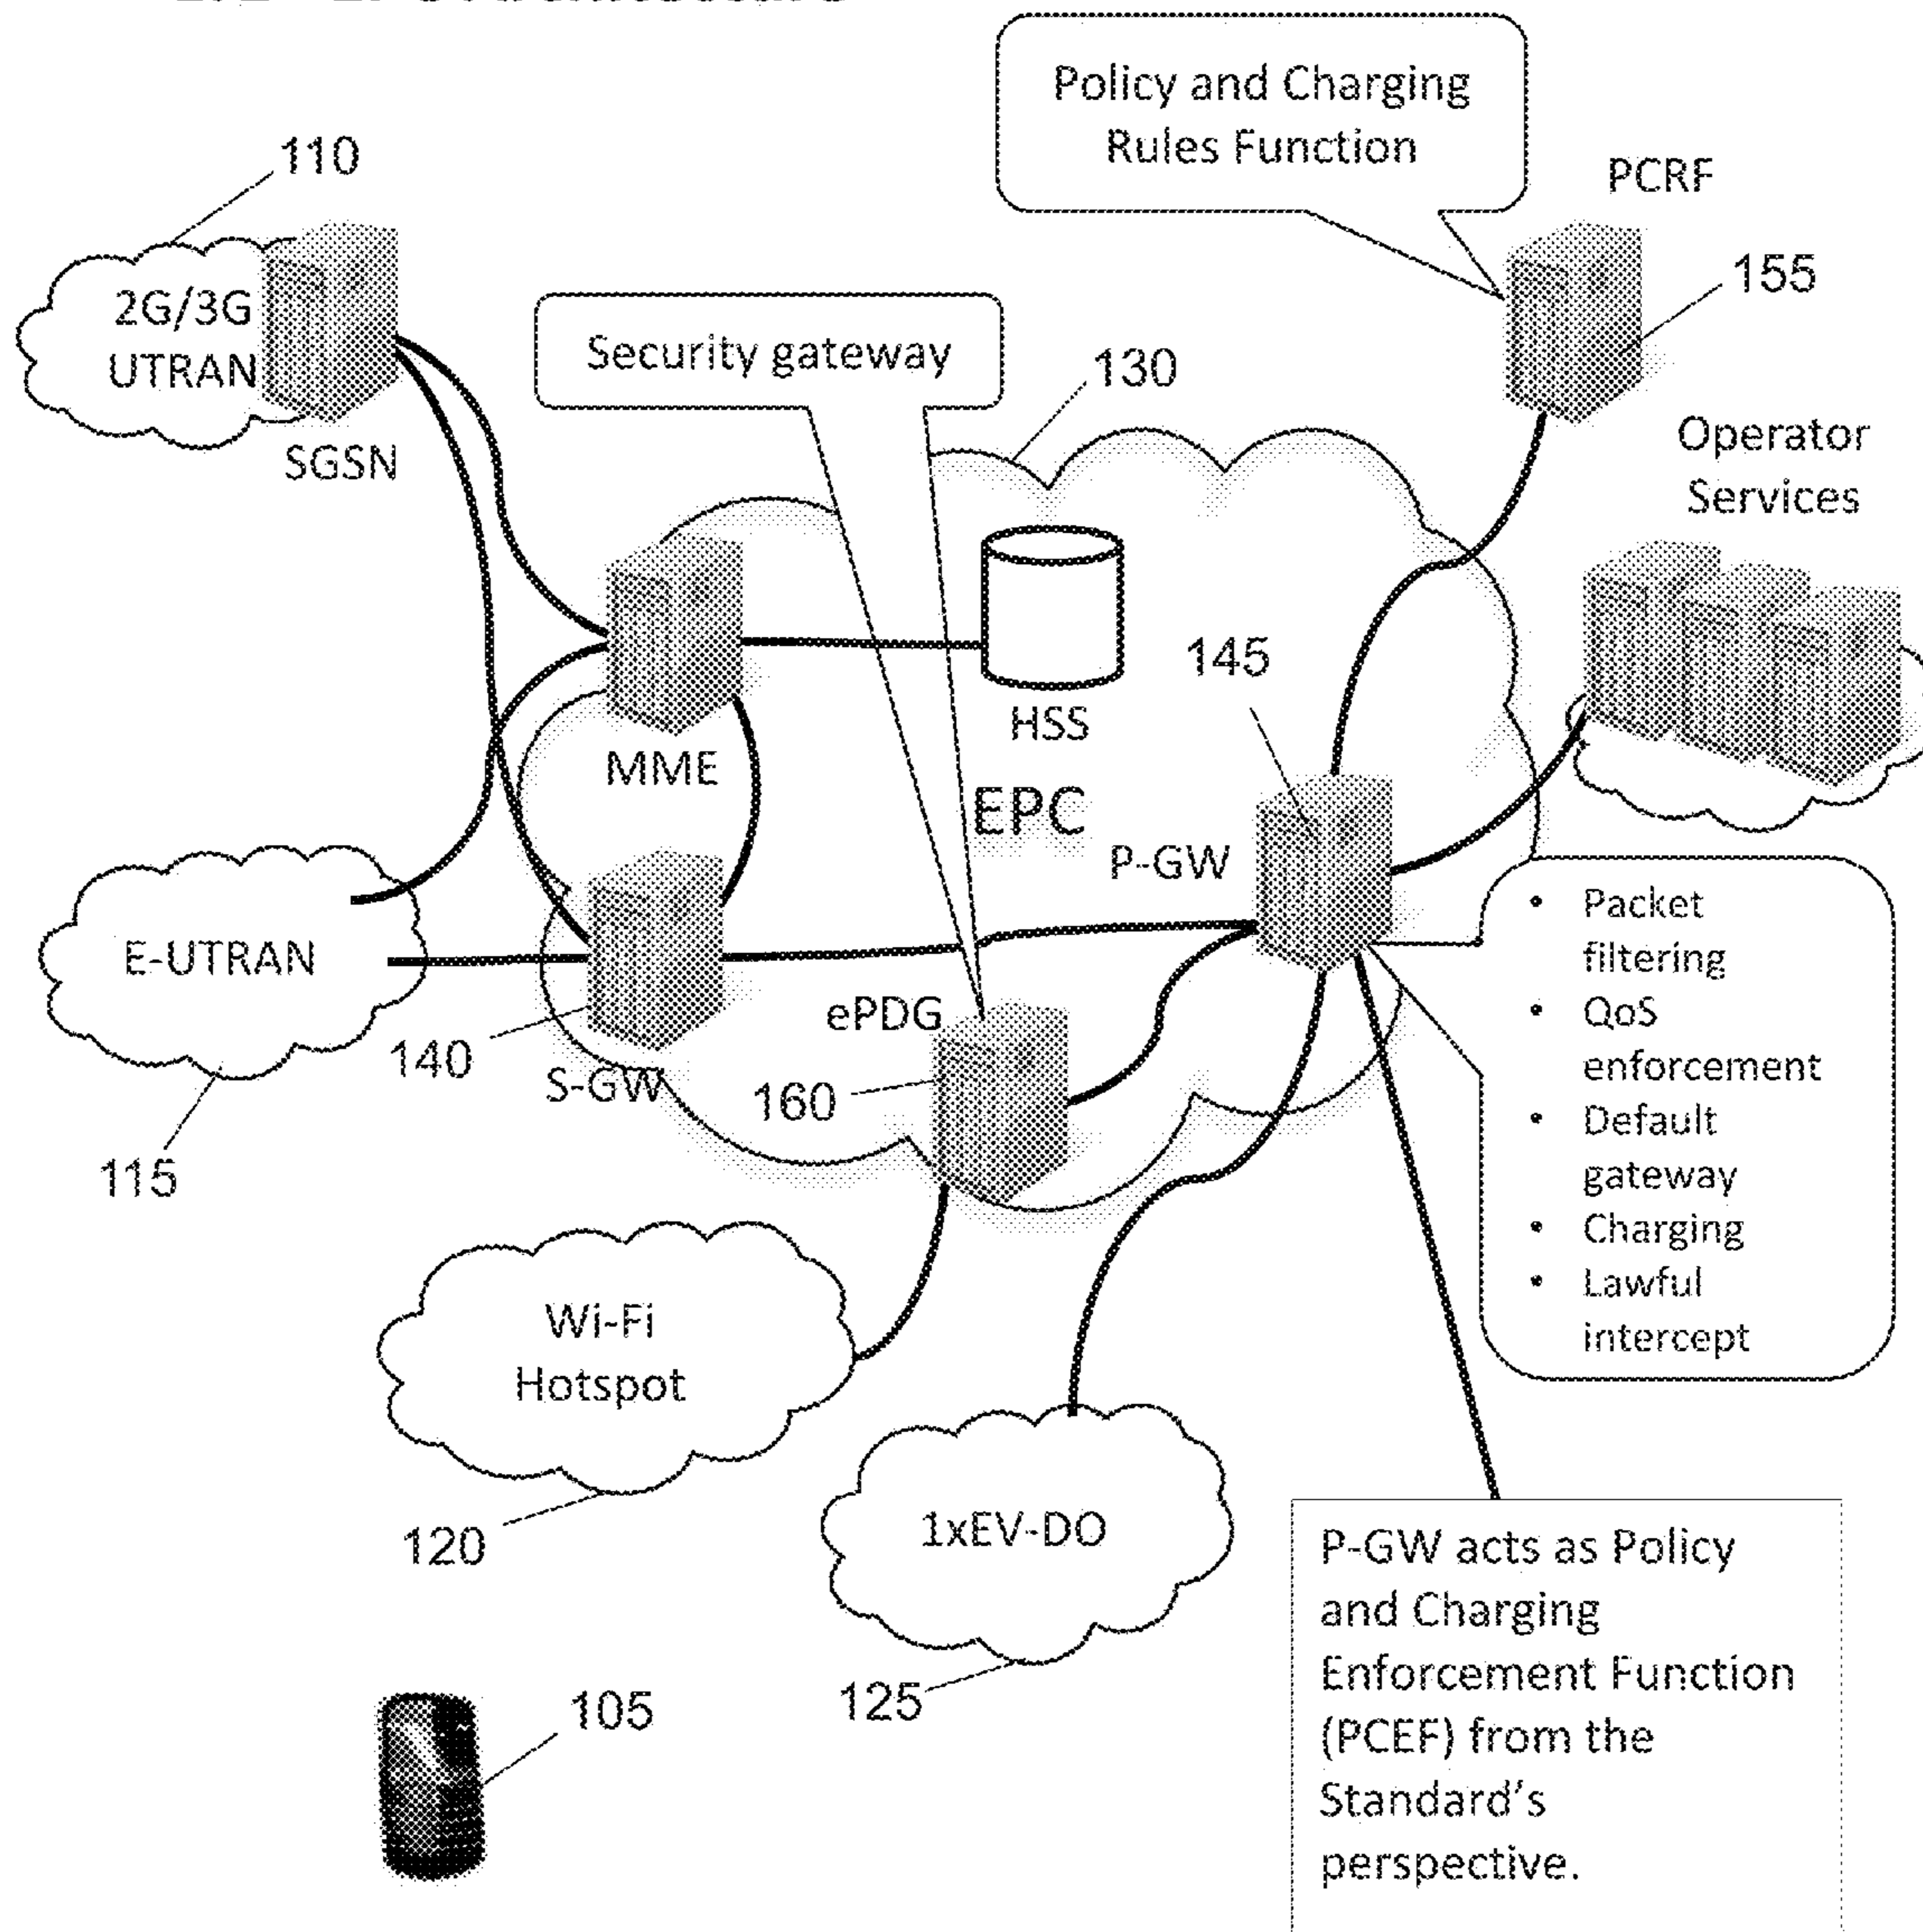 Policy and Charging
Rules Function
110
PCRF
155
2G/3G
UTRAN
SGSN
Security gateway
130
Operator
Services
145
HSS
MME
EPC
P-GW
E-UTRAN
ePDG
140
S-GW
160
115
• Packet
filtering
• QoS
enforcement
• Default
gateway
• Charging
• Lawful
intercept
Wi-Fi
Hotspot
120
1xEV-DO
125
105
P-GW acts as Policy
and Charging
Enforcement Function
(PCEF) from the
Standard's
perspective.